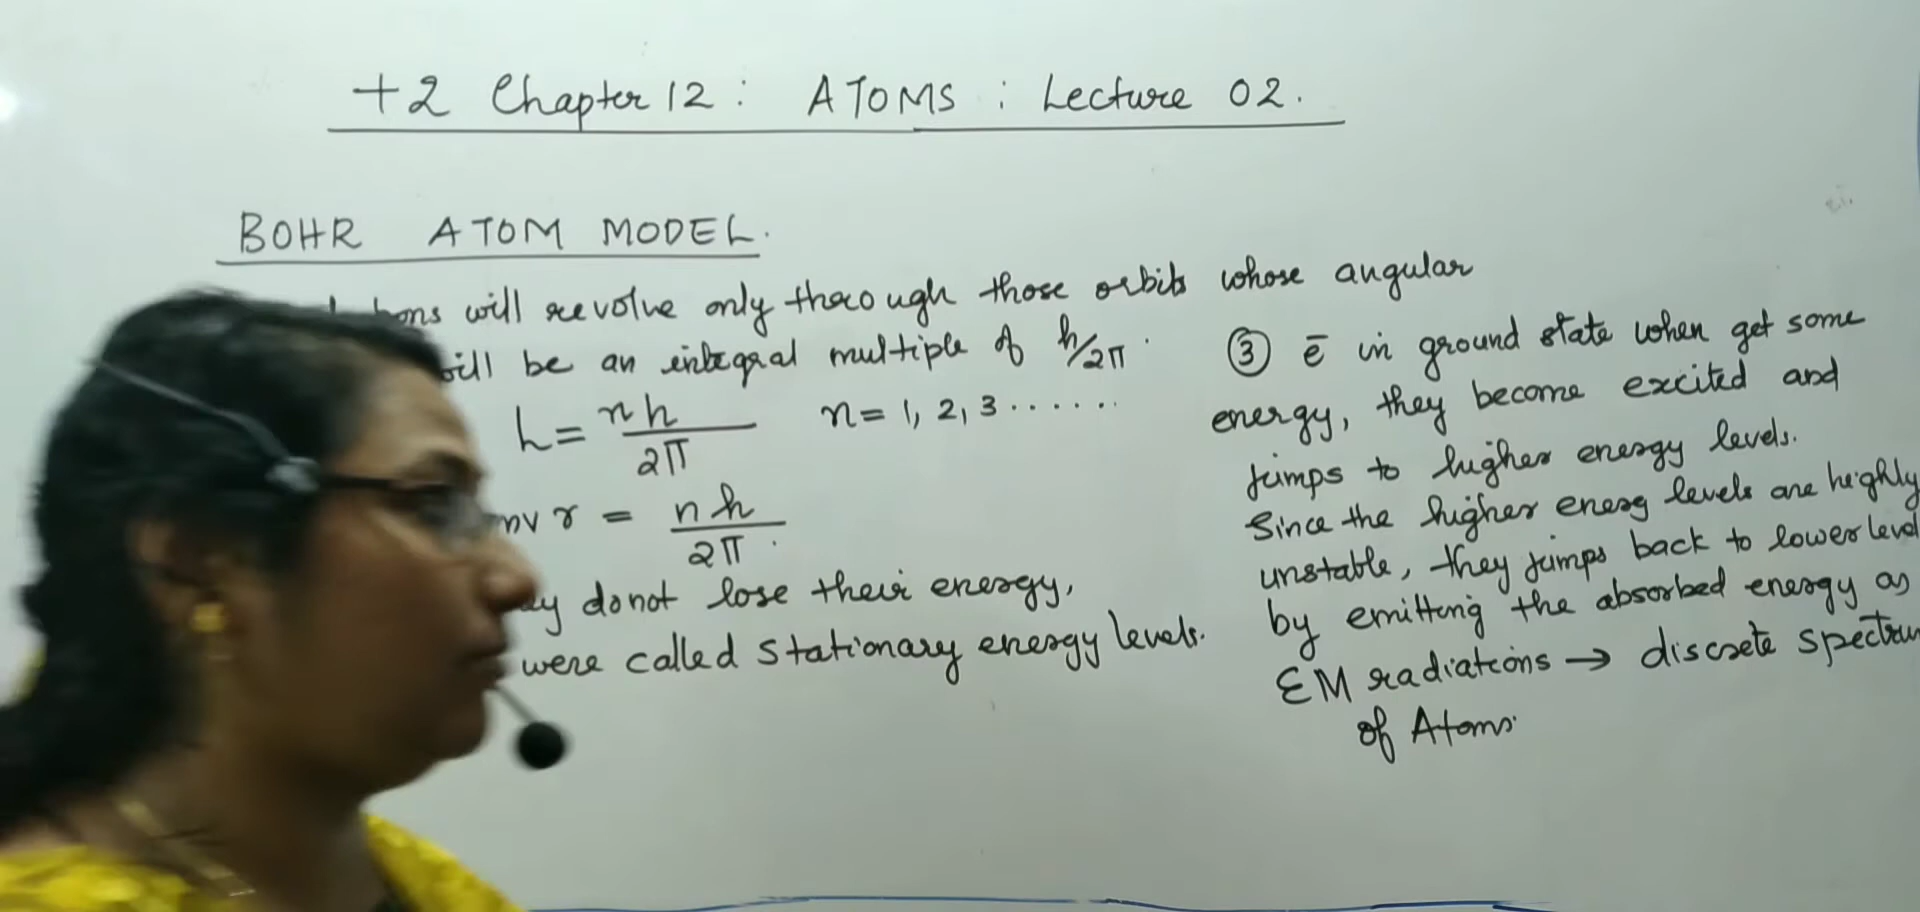 +2 Chapter 12 : ATOMS : Lecture 02.
BOHR ATOM MODEL.
will revolve only through those orbits whose angular
will be an integral multiple of h/2π.
L = nh/2π n = 1, 2, 3 ......
mvr = nh/2π.
do not lose their energy,
were called stationary energy levels.
③ ē in ground state when get some
energy, they become excited and
jumps to higher energy levels.
Since the higher energy levels are highly
unstable, they jumps back to lower level
by emitting the absorbed energy as
EM radiations → discrete spectrum
of Atoms.